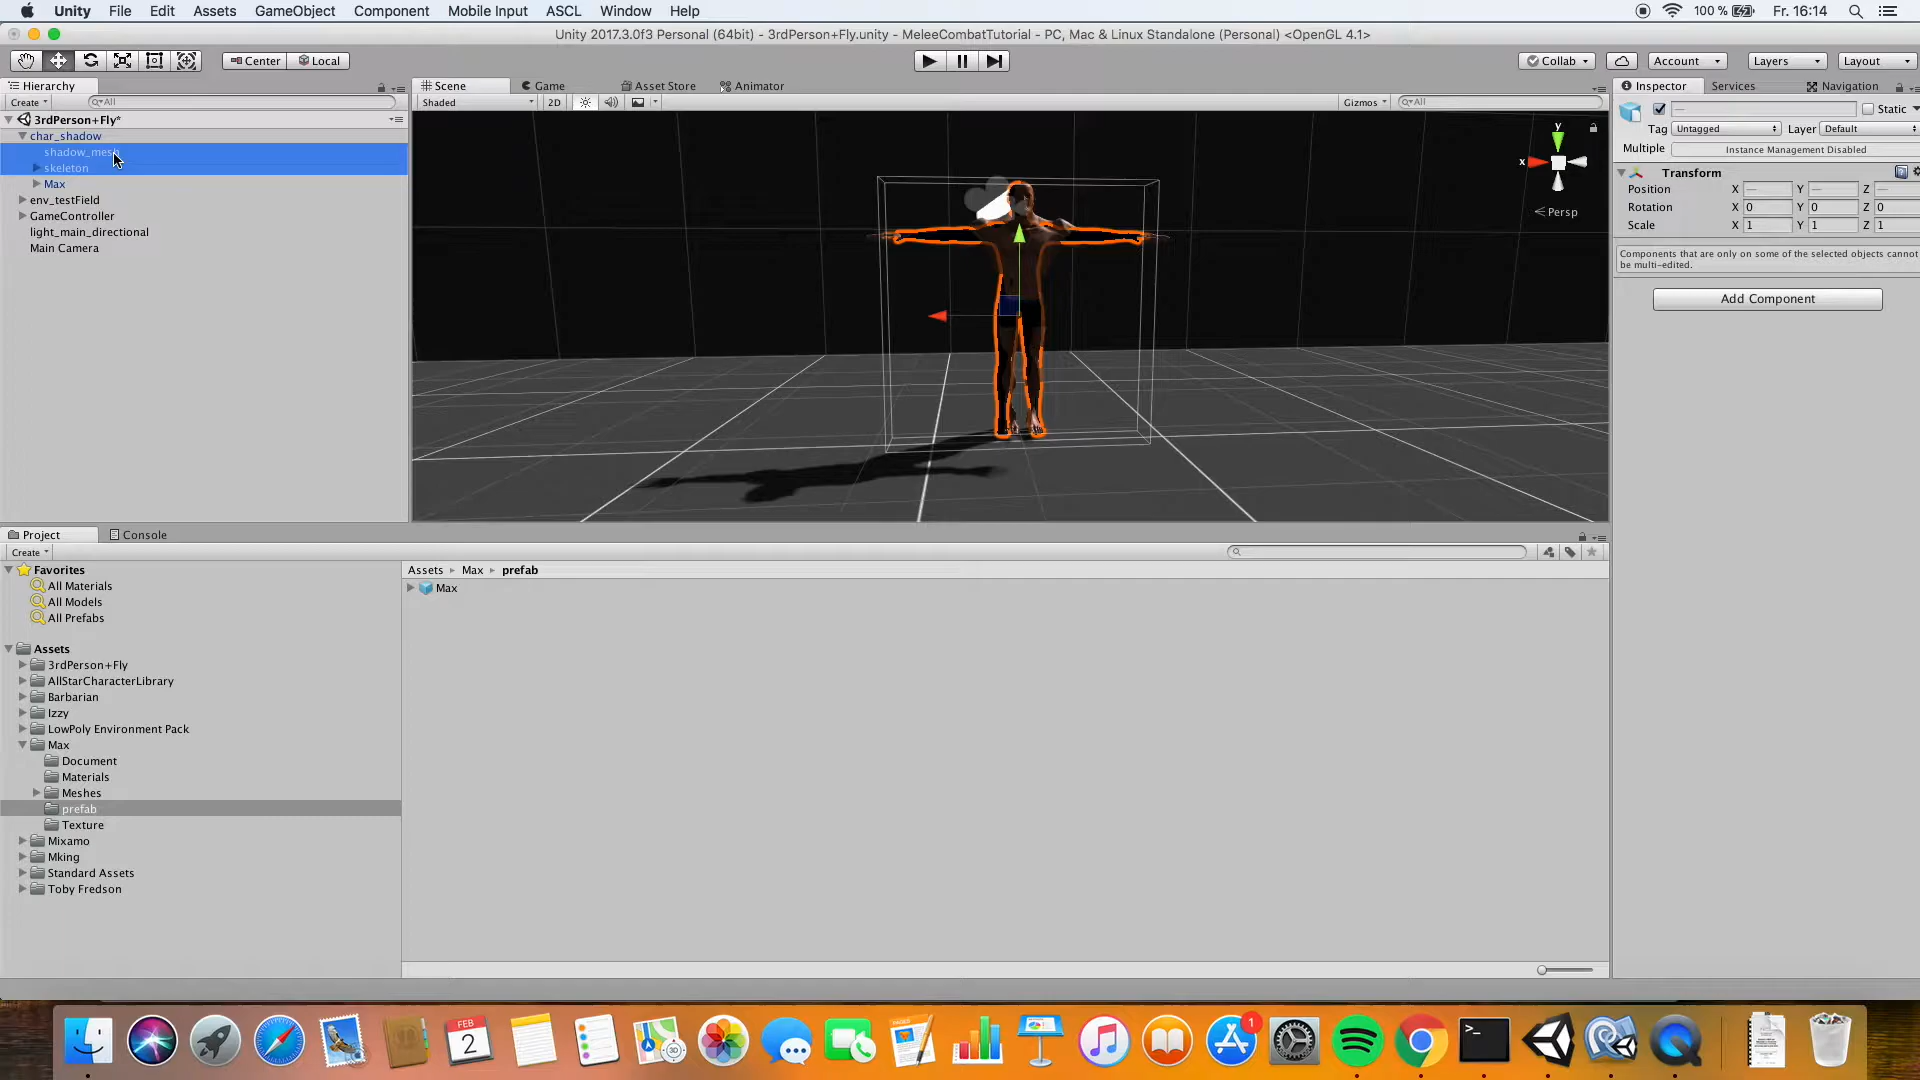 Unity File Edit Assets GameObject Component Mobile Input ASCL Window Help 100 % Fr. 16:14
Unity 2017.3.0f3 Personal (64bit) - 3rdPerson+Fly.unity - MeleeCombatTutorial - PC, Mac & Linux Standalone (Personal) <OpenGL 4.1>
Center Local Collab Account Layers Layout
Hierarchy Scene Game Asset Store Animator Inspector Services Navigation
Create All Shaded 2D Gizmos All
3rdPerson+Fly*
char_shadow
shadow_mesh
skeleton
Max
env_testField
GameController
light_main_directional
Main Camera
y
x
Persp
Static
Tag Untagged Layer Default
Multiple Instance Management Disabled
Transform
Position X — Y — Z —
Rotation X 0 Y 0 Z 0
Scale X 1 Y 1 Z 1
Components that are only on some of the selected objects cannot
be multi-edited.
Add Component
Project Console
Create
Favorites
All Materials
All Models
All Prefabs
Assets
3rdPerson+Fly
AllStarCharacterLibrary
Barbarian
Izzy
LowPoly Environment Pack
Max
Document
Materials
Meshes
prefab
Texture
Mixamo
Mking
Standard Assets
Toby Fredson
Assets Max prefab
Max
FEB
2
3D
1
>_